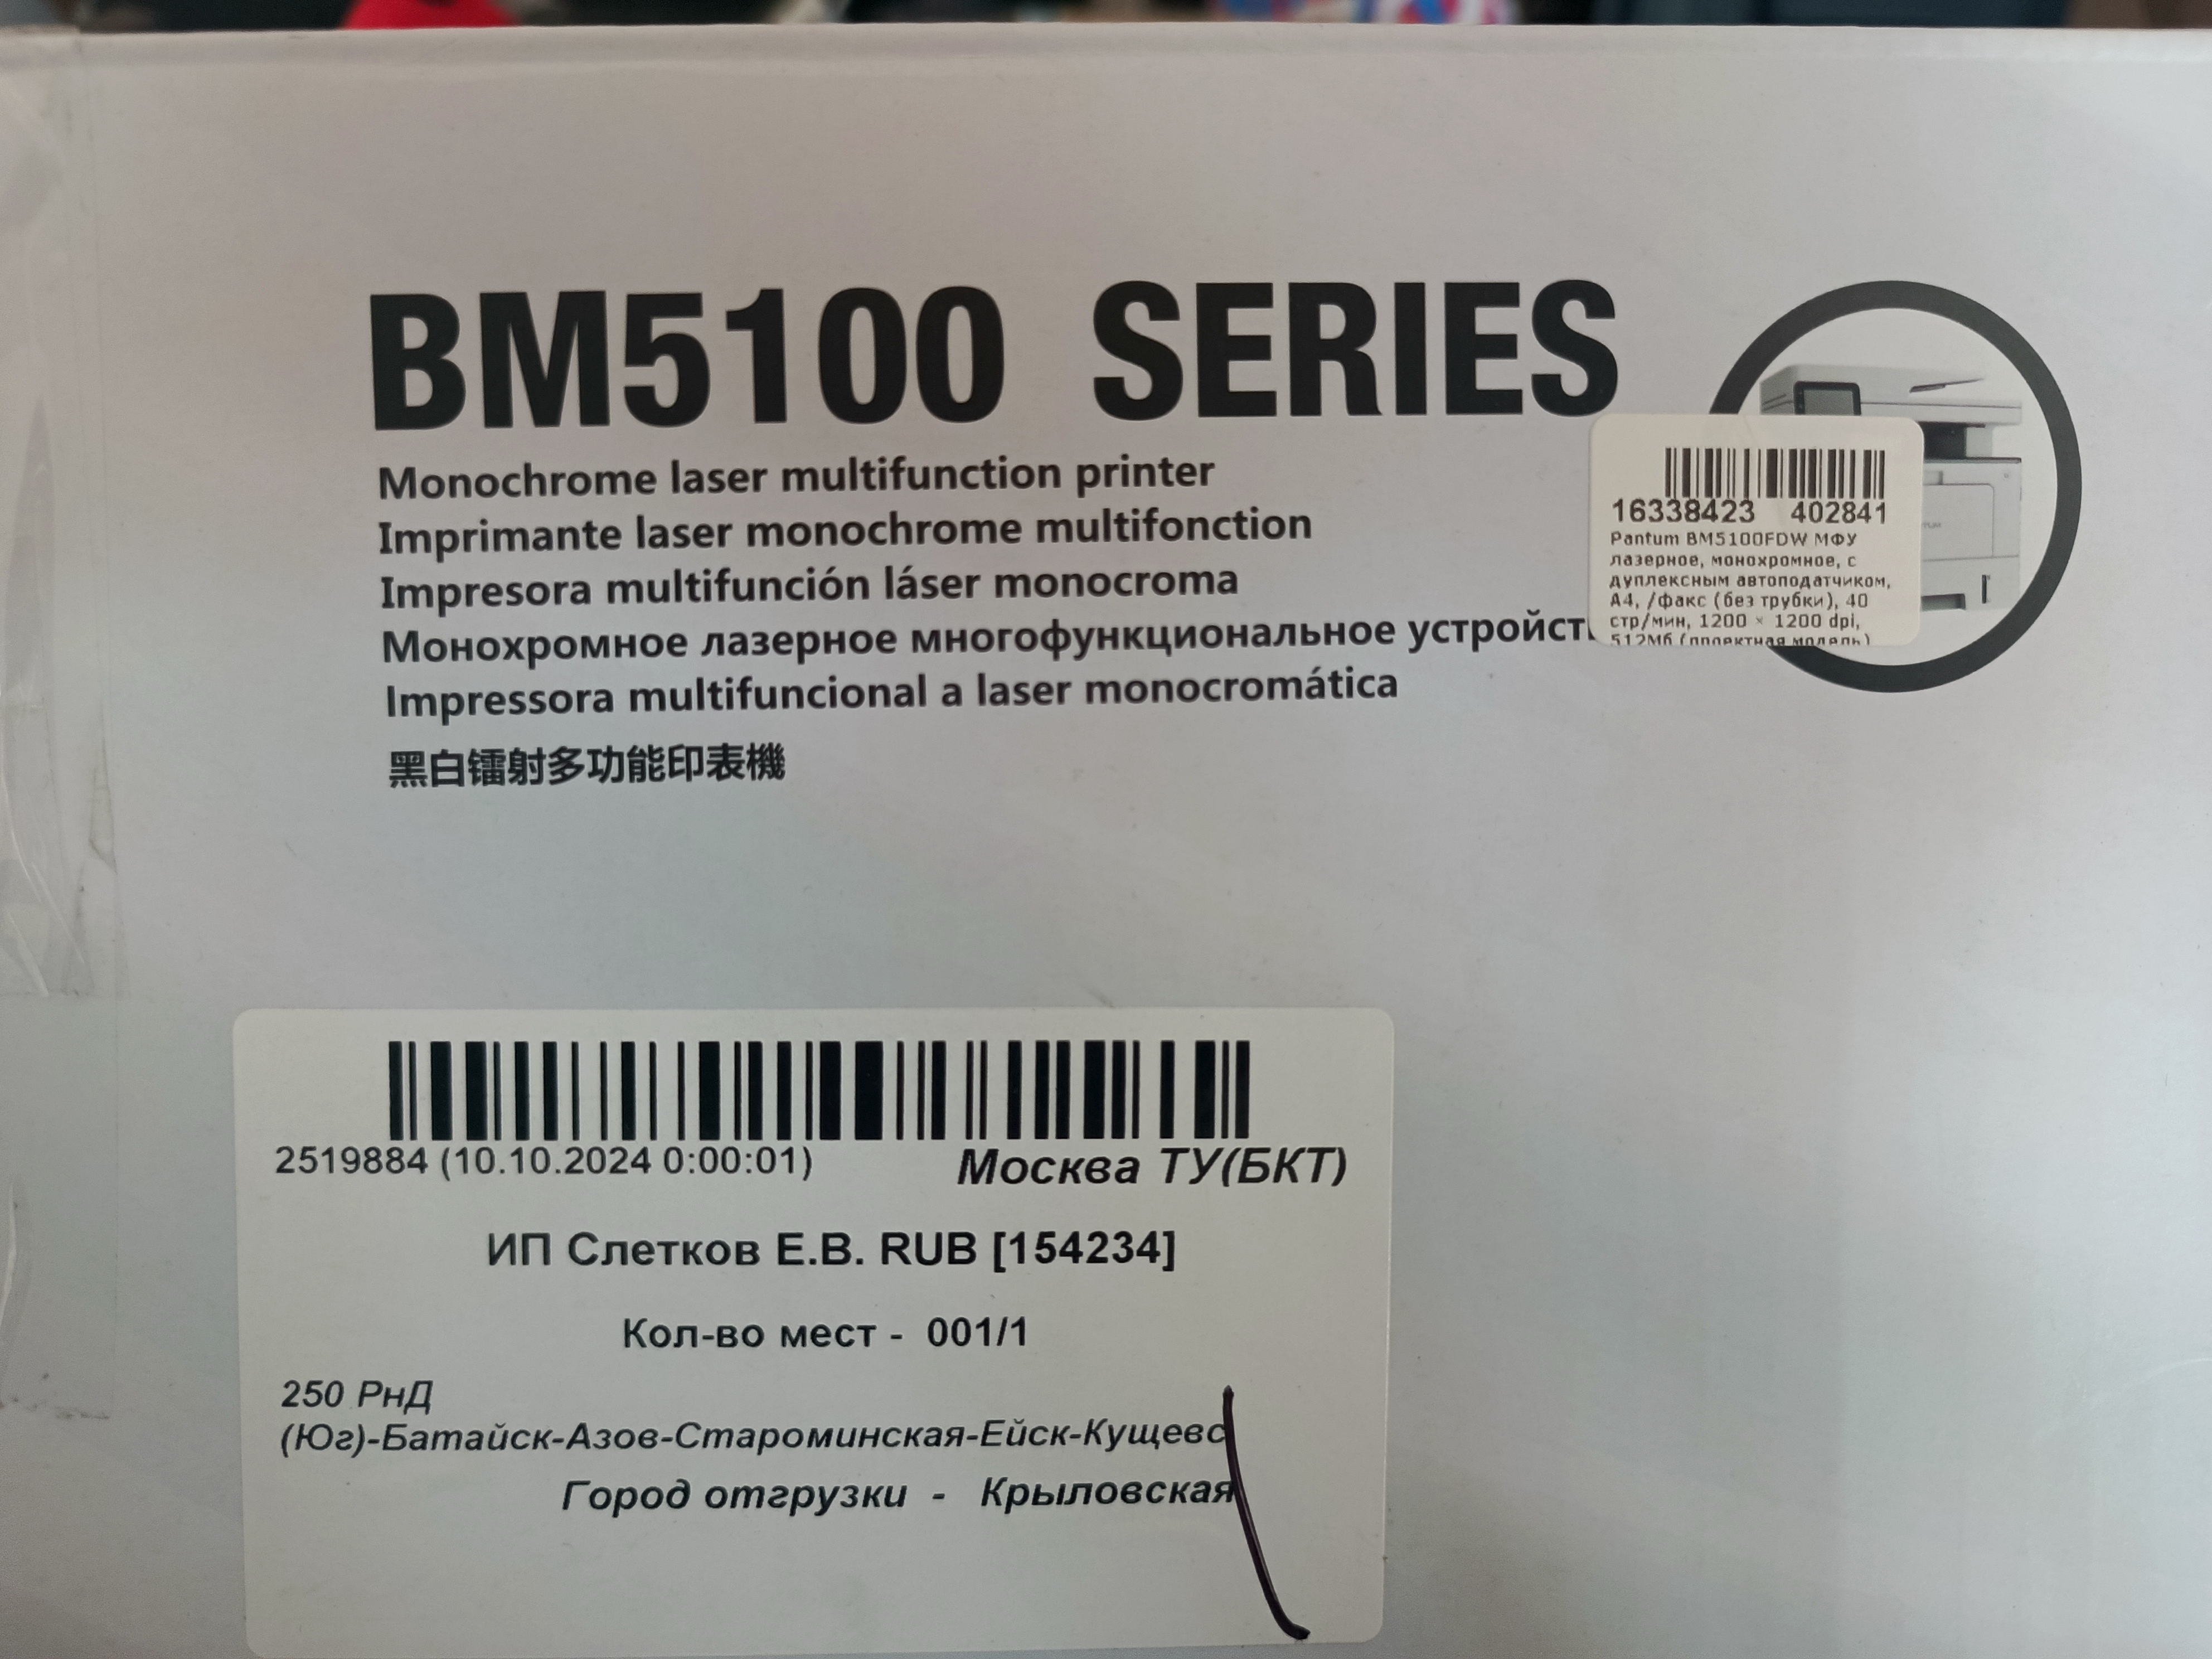 BM5100 SERIES
Monochrome laser multifunction printer
Imprimante laser monochrome multifonction
Impresora multifunción láser monocroma
Монохромное лазерное многофункциональное
Impressora multifuncional a laser monocromática
黑白镭射多功能印表機
16338423 402841
Pantum BM5100FDW МФУ
лазерное, монохромное, с
дуплексным автоподатчиком,
A4, /факс (без трубки), 40
стр/мин, 1200 × 1200 dpi,
512Мб (проектная модель)
2519884 (10.10.2024 0:00:01) Москва ТУ(БКТ)
ИП Слетков Е.В. RUB [154234]
Кол-во мест - 001/1
250 РнД
(Юг)-Батайск-Азов-Староминская-Ейск-Кущевс
Город отгрузки - Крыловская